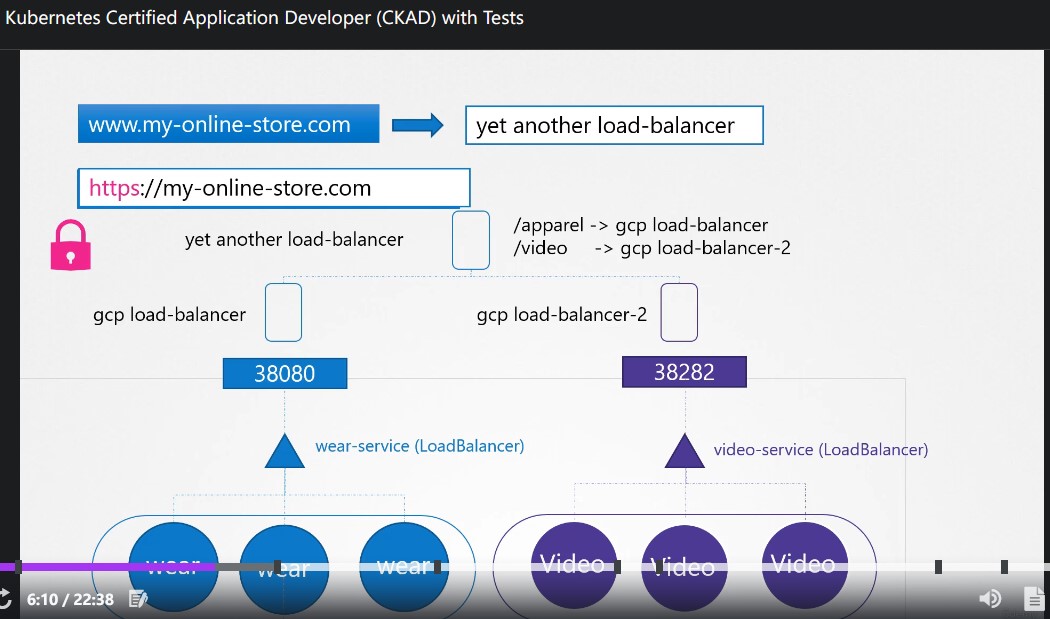 Kubernetes Certified Application Developer (CKAD) with Tests
www.my-online-store.com
yet another load-balancer
https://my-online-store.com
yet another load-balancer
/apparel -> gcp load-balancer
/video -> gcp load-balancer-2
gcp load-balancer
gcp load-balancer-2
38080
38282
wear-service (LoadBalancer)
video-service (LoadBalancer)
wear
wear
wear
Video
Video
Video
6:10 / 22:38